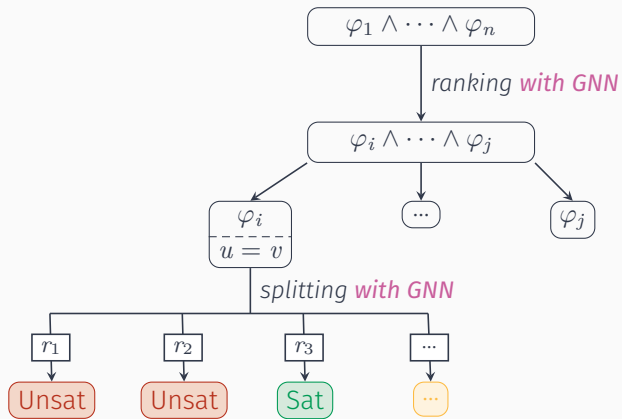 φ₁ ∧ ⋯ ∧ φₙ
ranking with GNN
φᵢ ∧ ⋯ ∧ φⱼ
φᵢ ... φⱼ
u = v
splitting with GNN
r₁ r₂ r₃ ...
Unsat Unsat Sat ...